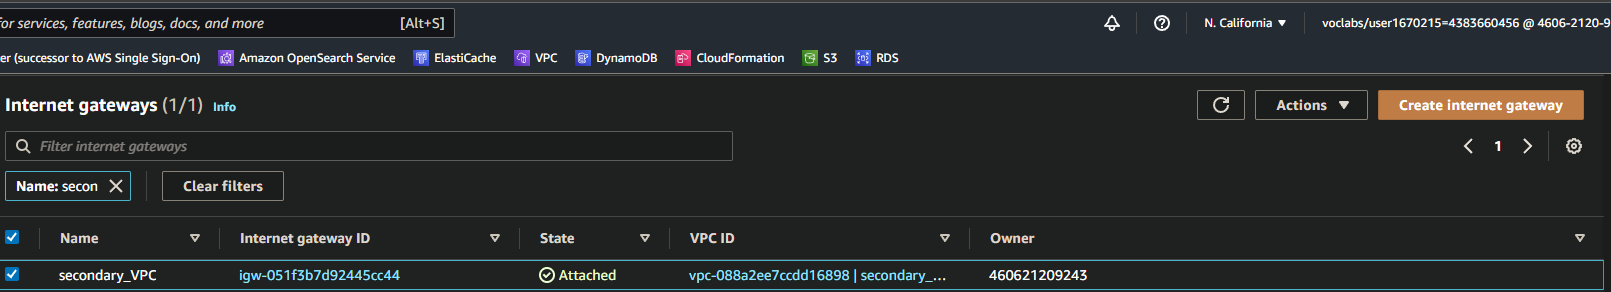 for services, features, blogs, docs, and more [Alt+S] N. California voclabs/user1670215=4383660456 @ 4606-2120-9
er (successor to AWS Single Sign-On) Amazon OpenSearch Service ElastiCache VPC DynamoDB CloudFormation S3 RDS
Internet gateways (1/1) Info Actions Create internet gateway
Filter internet gateways 1
Name: secon Clear filters
Name Internet gateway ID State VPC ID Owner
secondary_VPC igw-051f3b7d92445cc44 Attached vpc-088a2ee7ccdd16898 | secondary_... 460621209243